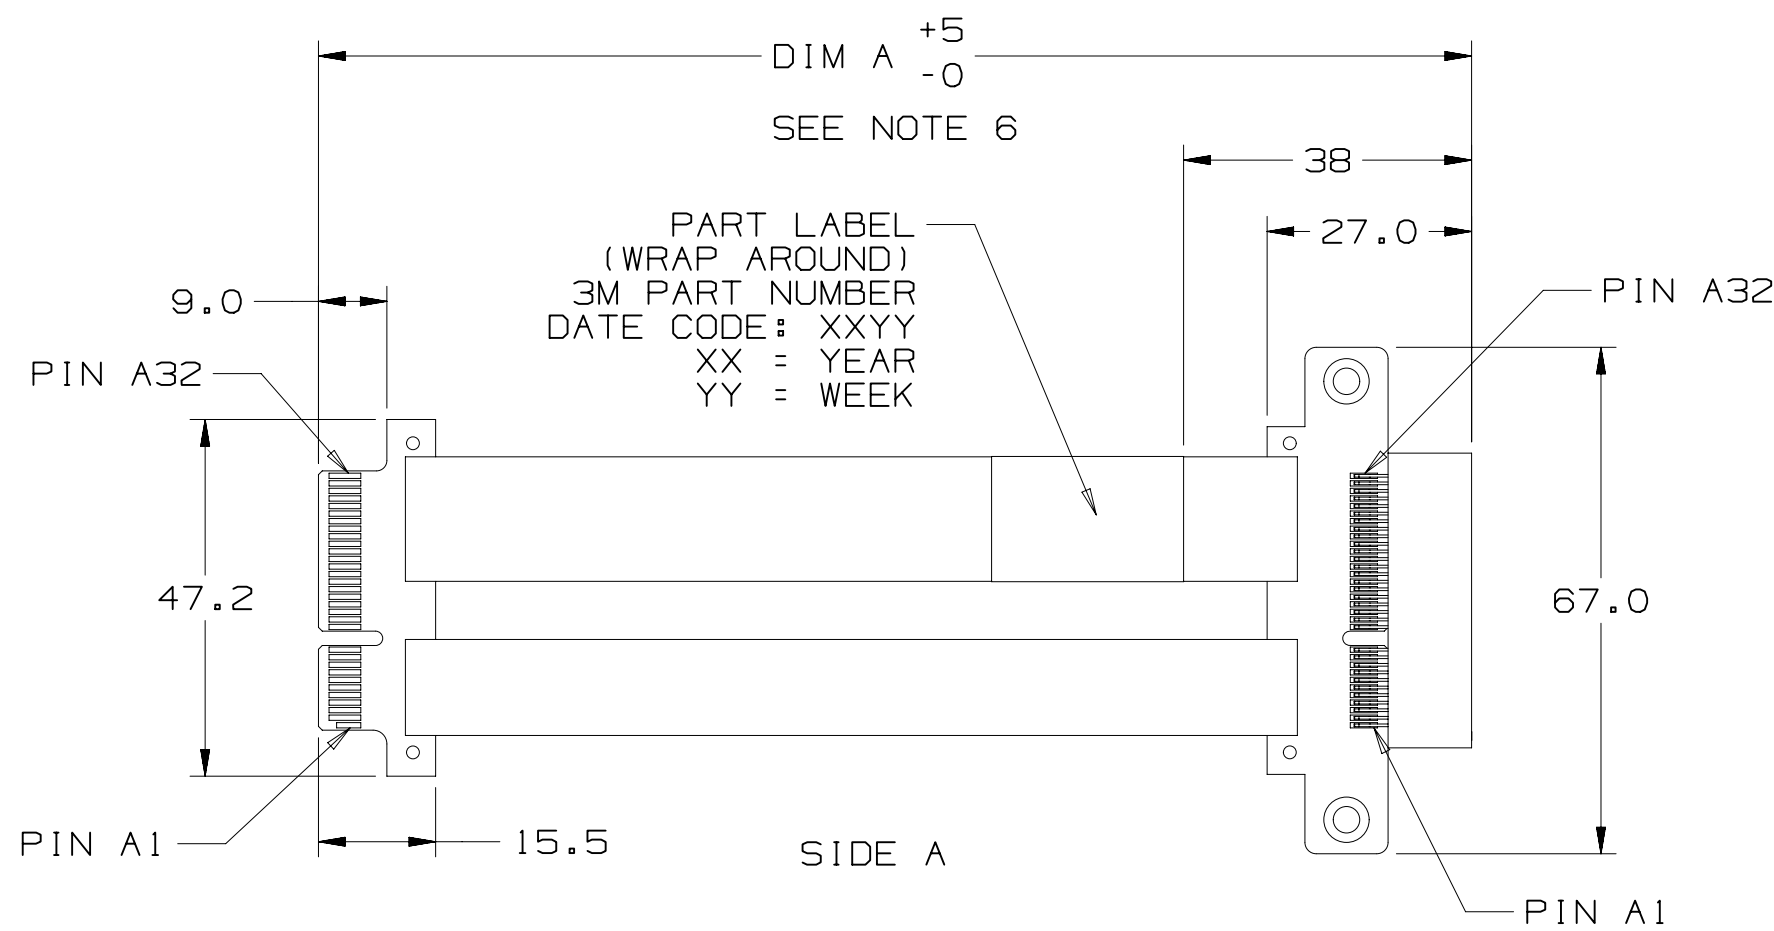 DIM A +5
-0
SEE NOTE 6
38
27.0
PART LABEL
(WRAP AROUND)
3M PART NUMBER
DATE CODE: XXYY
XX = YEAR
YY = WEEK
9.0
PIN A32
PIN A32
47.2
67.0
PIN A1
15.5
SIDE A
PIN A1